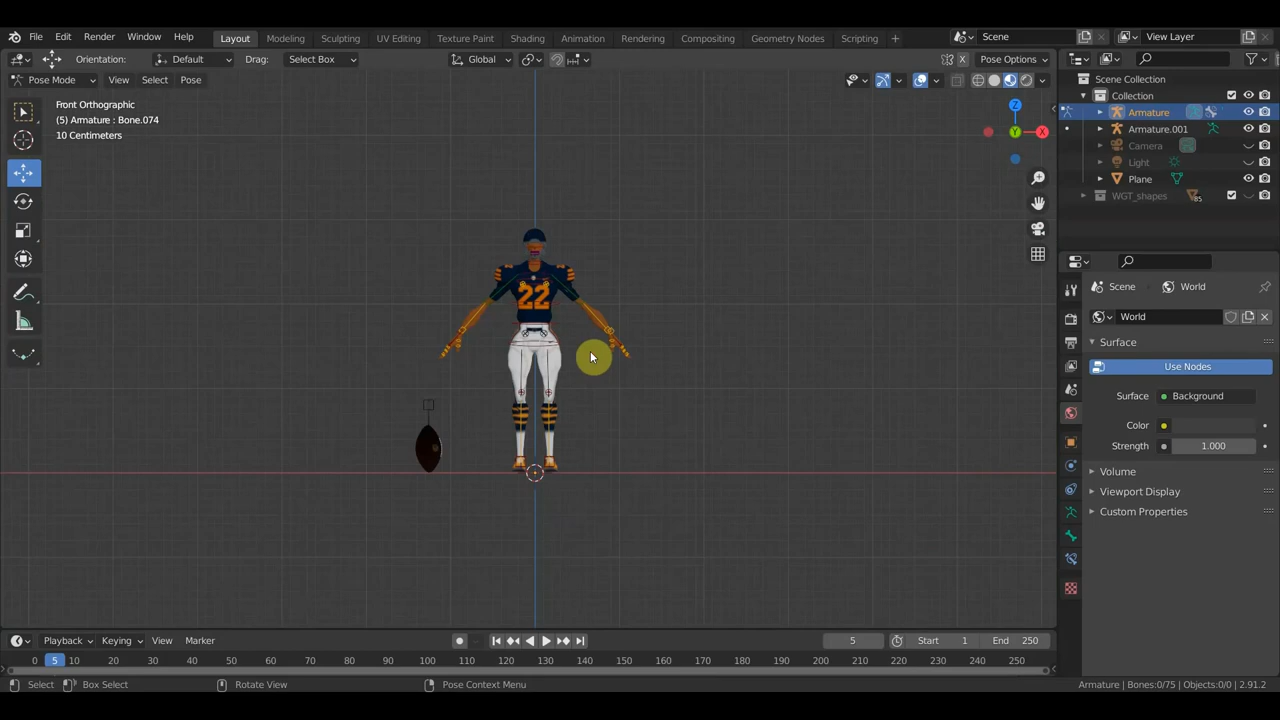 File Edit Render Window Help Layout Modeling Sculpting UV Editing Texture Paint Shading Animation Rendering Compositing Geometry Nodes Scripting + Scene View Layer
Orientation: Default Drag: Select Box Global Pose Options
Pose Mode View Select Pose
Scene Collection
Collection
Armature
Armature.001
Camera
Light
Plane
WGT_shapes 85
Front Orthographic
(5) Armature : Bone.074
10 Centimeters
Z
Y
X
22
Scene World
World
Surface
Use Nodes
Surface Background
Color
Strength 1.000
Volume
Viewport Display
Custom Properties
Playback Keying View Marker 5 Start 1 End 250
0 5 10 20 30 40 50 60 70 80 90 100 110 120 130 140 150 160 170 180 190 200 210 220 230 240 250
Select Box Select Rotate View Pose Context Menu Armature | Bones:0/75 | Objects:0/0 | 2.91.2